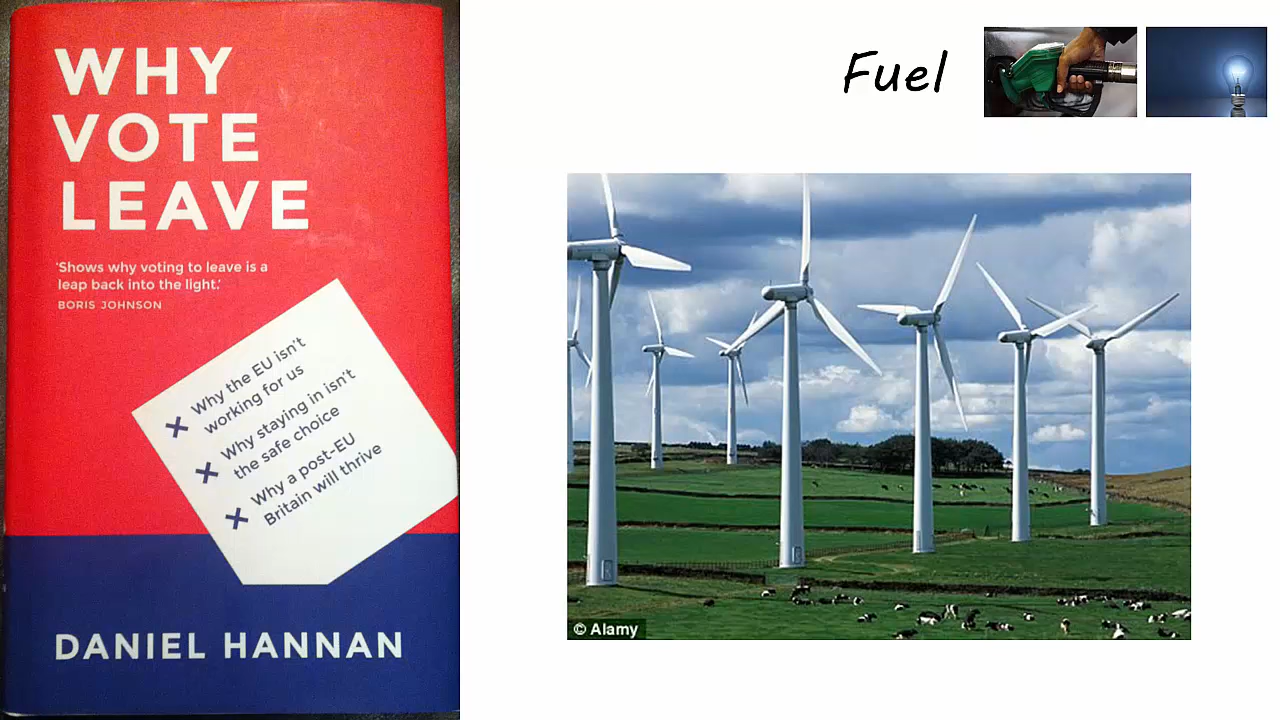 WHY
VOTE
LEAVE
'Shows why voting to leave is a
leap back into the light.'
BORIS JOHNSON
Why the EU isn't
working for us
Why staying in isn't
the safe choice
Why a post-EU
Britain will thrive
DANIEL HANNAN
Fuel
© Alamy